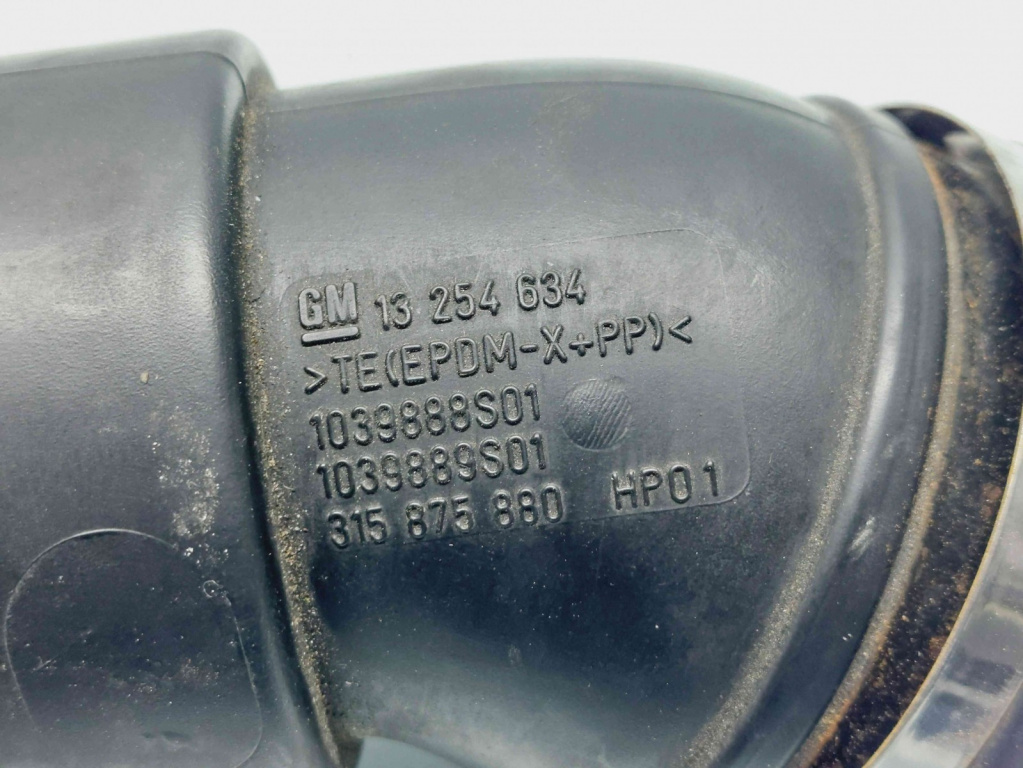 GM 13 254 634
>TE(EPDM-X+PP)<
1039888S01
1039889S01
315 875 880 HP01